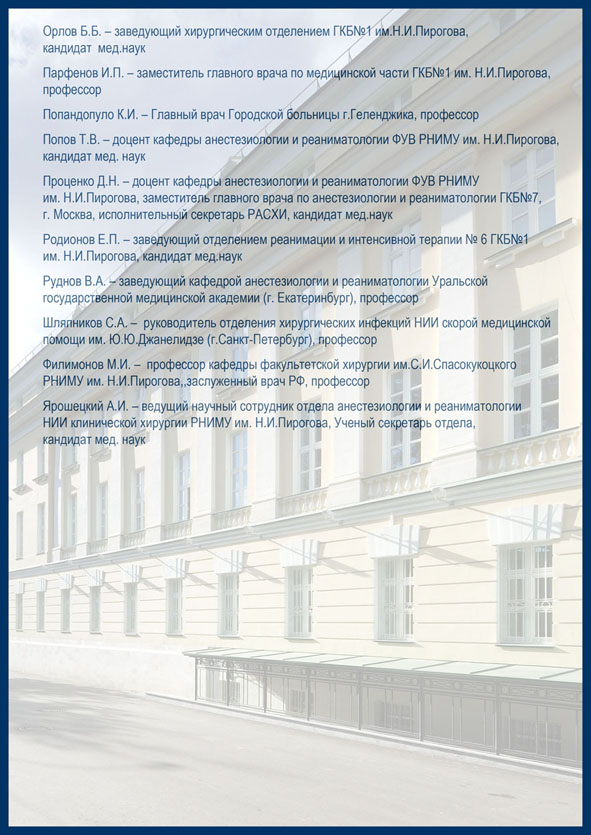 Орлов Б.Б. – заведующий хирургическим отделением ГКБ№1 им.Н.И.Пирогова,
кандидат мед.наук
Парфенов И.П. – заместитель главного врача по медицинской части ГКБ№1 им. Н.И.Пирогова,
профессор
Попандопуло К.И. – Главный врач Городской больницы г.Геленджика, профессор
Попов Т.В. – доцент кафедры анестезиологии и реаниматологии ФУВ РНИМУ им. Н.И.Пирогова,
кандидат мед. наук
Проценко Д.Н. – доцент кафедры анестезиологии и реаниматологии ФУВ РНИМУ
им. Н.И.Пирогова, заместитель главного врача по анестезиологии и реаниматологии ГКБ№7,
г. Москва, исполнительный секретарь РАСХИ, кандидат мед.наук
Родионов Е.П. – заведующий отделением реанимации и интенсивной терапии № 6 ГКБ№1
им. Н.И.Пирогова, кандидат мед.наук
Руднов В.А. – заведующий кафедрой анестезиологии и реаниматологии Уральской
государственной медицинской академии (г. Екатеринбург), профессор
Шляпников С.А. – руководитель отделения хирургических инфекций НИИ скорой медицинской
помощи им. Ю.Ю.Джанелидзе (г.Санкт-Петербург), профессор
Филимонов М.И. – профессор кафедры факультетской хирургии им.С.И.Спасокукоцкого
РНИМУ им. Н.И.Пирогова,,заслуженный врач РФ, профессор
Ярошецкий А.И. – ведущий научный сотрудник отдела анестезиологии и реаниматологии
НИИ клинической хирургии РНИМУ им. Н.И.Пирогова, Ученый секретарь отдела,
кандидат мед. наук